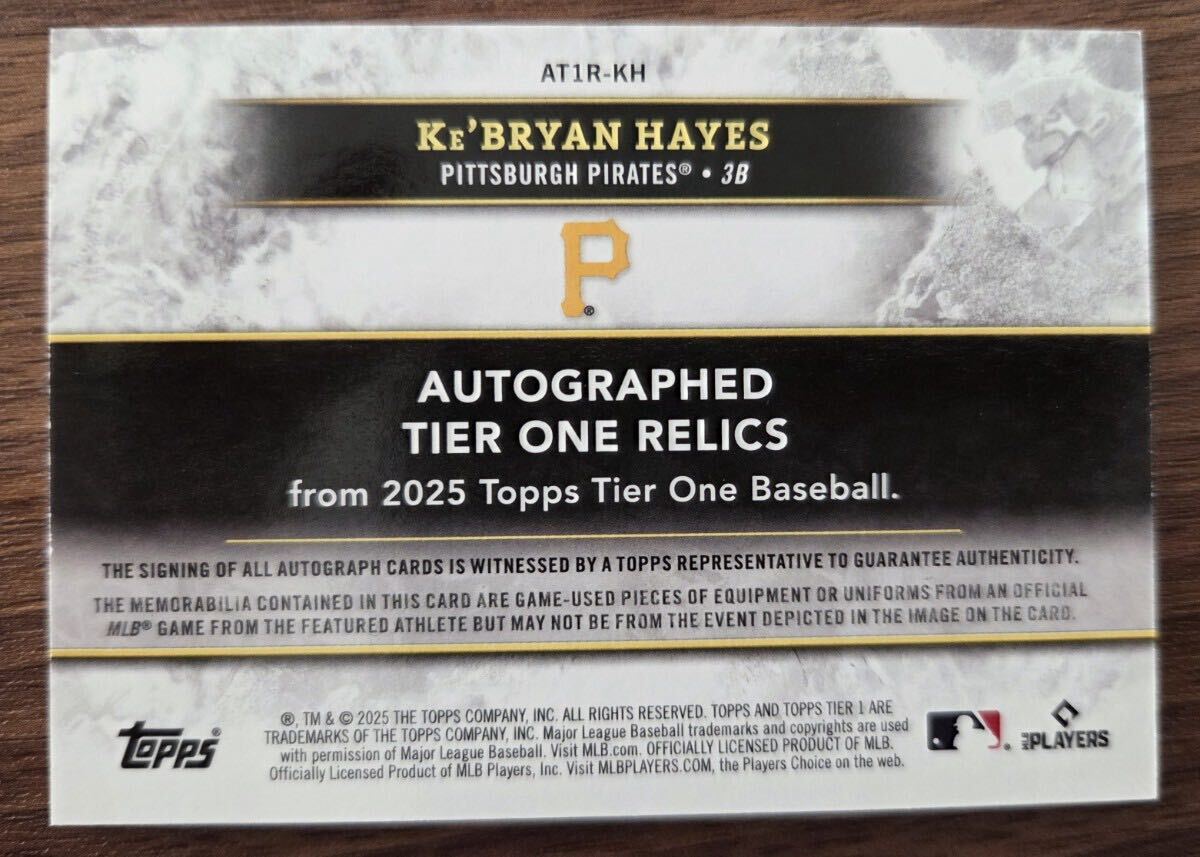 AT1R-KH
Ke'BRYAN HAYES
PITTSBURGH PIRATES® • 3B
P
®
AUTOGRAPHED
TIER ONE RELICS
from 2025 Topps Tier One Baseball.
THE SIGNING OF ALL AUTOGRAPH CARDS IS WITNESSED BY A TOPPS REPRESENTATIVE TO GUARANTEE AUTHENTICITY.
THE MEMORABILIA CONTAINED IN THIS CARD ARE GAME-USED PIECES OF EQUIPMENT OR UNIFORMS FROM AN OFFICIAL
MLB® GAME FROM THE FEATURED ATHLETE BUT MAY NOT BE FROM THE EVENT DEPICTED IN THE IMAGE ON THE CARD.
®, TM & © 2025 THE TOPPS COMPANY, INC. ALL RIGHTS RESERVED. TOPPS AND TOPPS TIER 1 ARE
TRADEMARKS OF THE TOPPS COMPANY, INC. Major League Baseball trademarks and copyrights are used
with permission of Major League Baseball. Visit MLB.com. OFFICIALLY LICENSED PRODUCT OF MLB.
Officially Licensed Product of MLB Players, Inc. Visit MLBPLAYERS.COM, the Players Choice on the web.
topps®
®
MLB PLAYERS